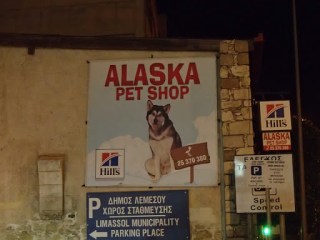 ALASKA
PET SHOP
Hill's
ΔΗΜΟΣ ΛΕΜΕΣΟΥ
ΧΩΡΟΣ ΣΤΑΘΜΕΥΣΗΣ
LIMASSOL MUNICIPALITY
PARKING PLACE
P
Hill's
ALASKA
PET SHOP
Speed
Control